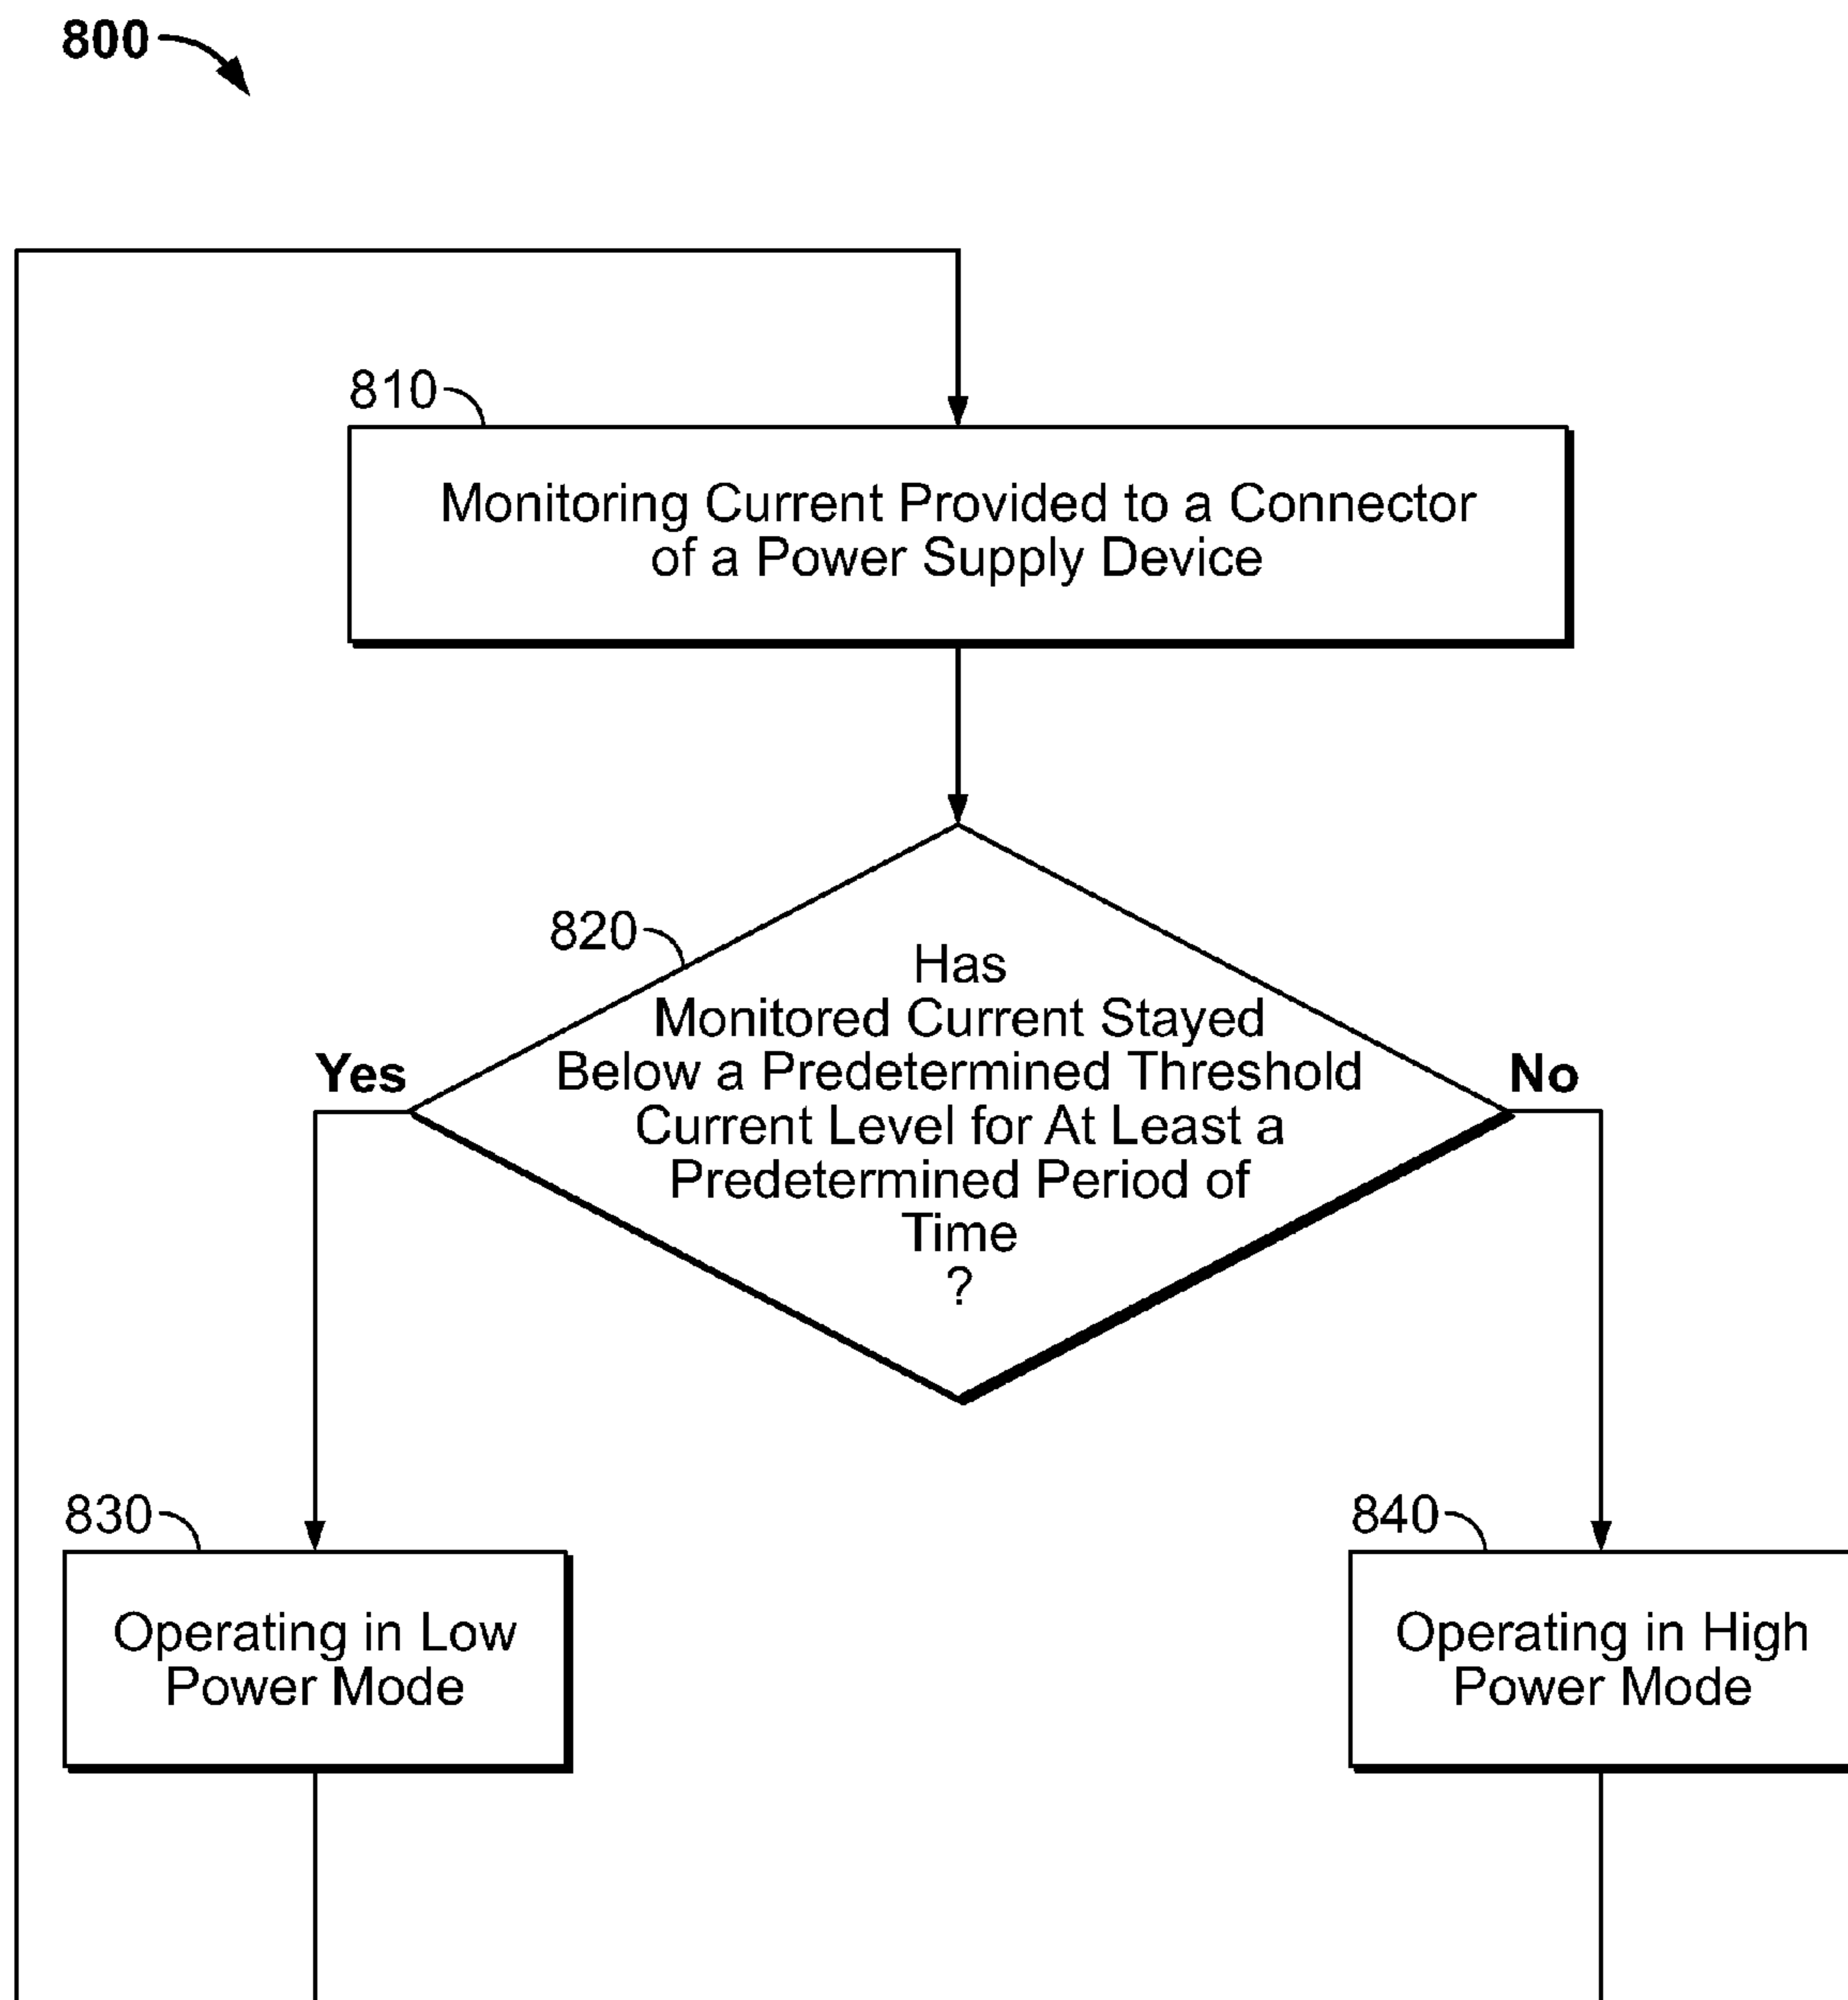 800
810
Monitoring Current Provided to a Connector
of a Power Supply Device
820
Has
Monitored Current Stayed
Below a Predetermined Threshold
Current Level for At Least a
Predetermined Period of
Time
?
Yes
No
830
Operating in Low
Power Mode
840
Operating in High
Power Mode